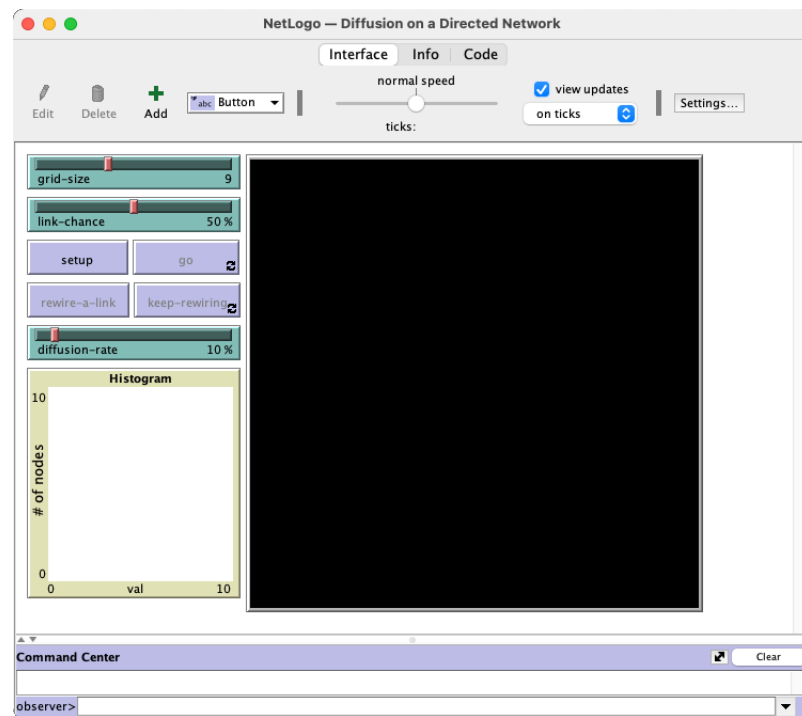 NetLogo — Diffusion on a Directed Network
Interface Info Code
Edit Delete Add abc Button normal speed ticks: view updates on ticks Settings...
grid-size 9
link-chance 50 %
setup go
rewire-a-link keep-rewiring
diffusion-rate 10 %
Histogram
10
# of nodes
0
0 val 10
Command Center Clear
observer>